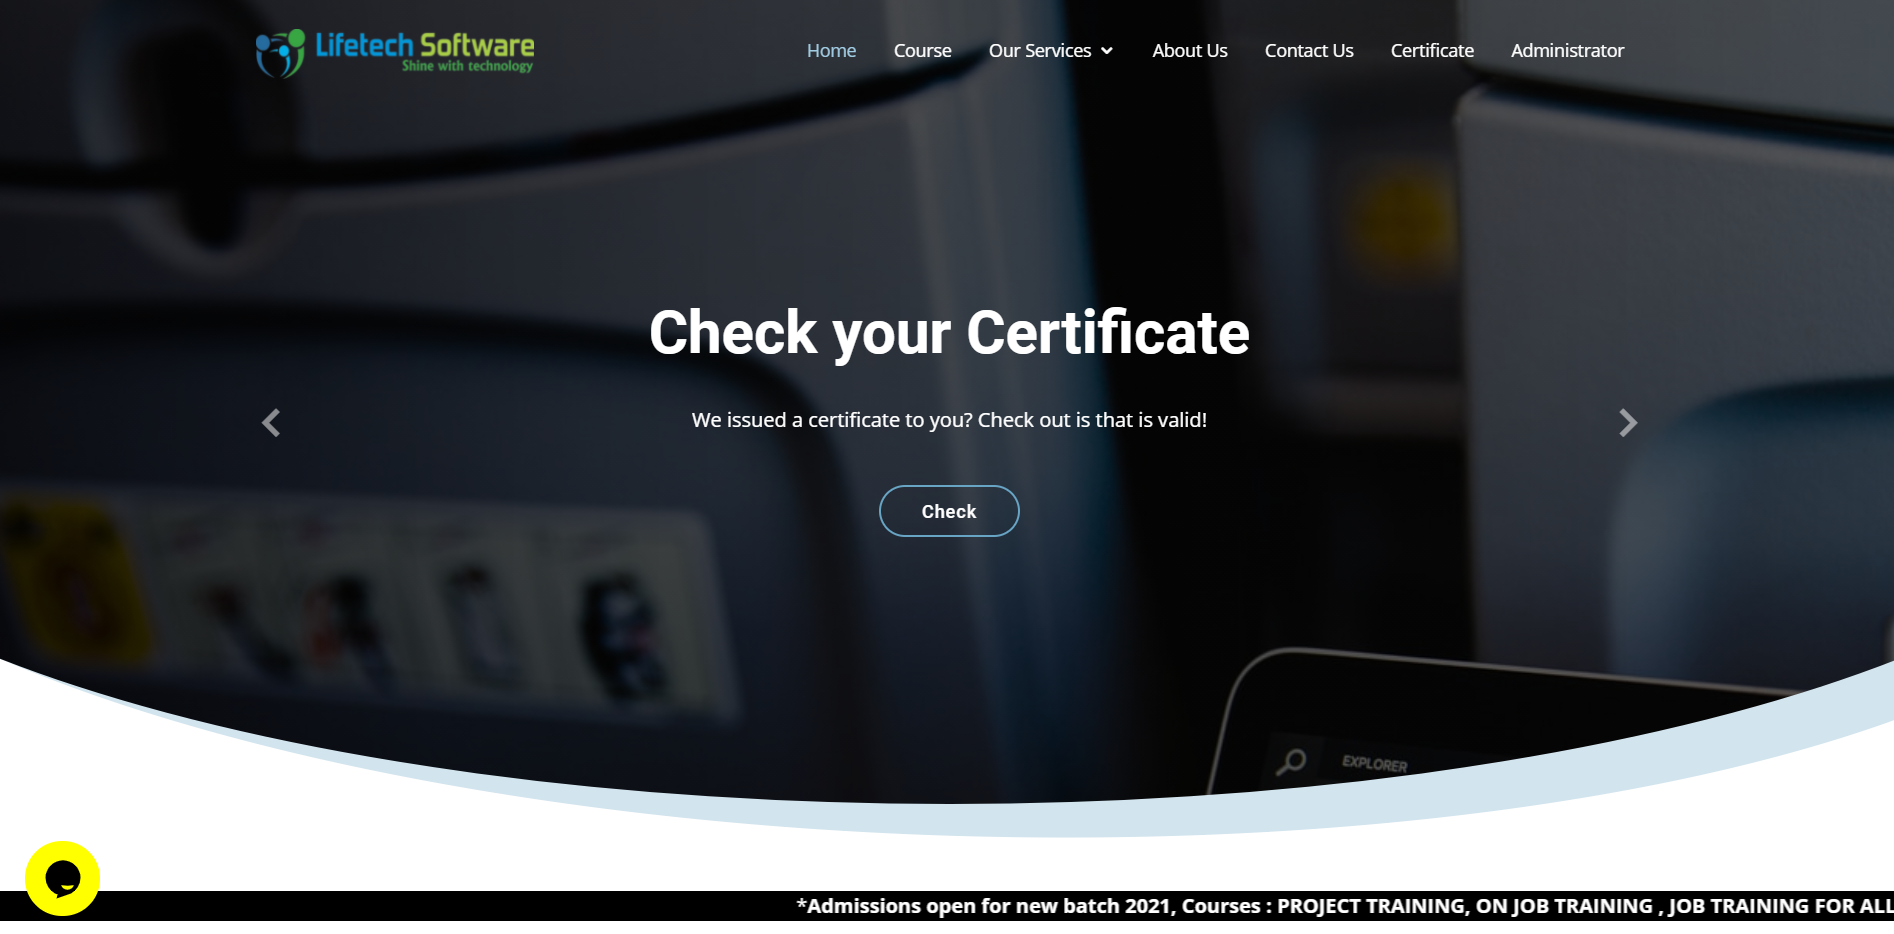 Lifetech Software
Shine with technology
Home Course Our Services About Us Contact Us Certificate Administrator
Check your Certificate
We issued a certificate to you? Check out is that is valid!
Check
EXPLORER
*Admissions open for new batch 2021, Courses : PROJECT TRAINING, ON JOB TRAINING , JOB TRAINING FOR ALL